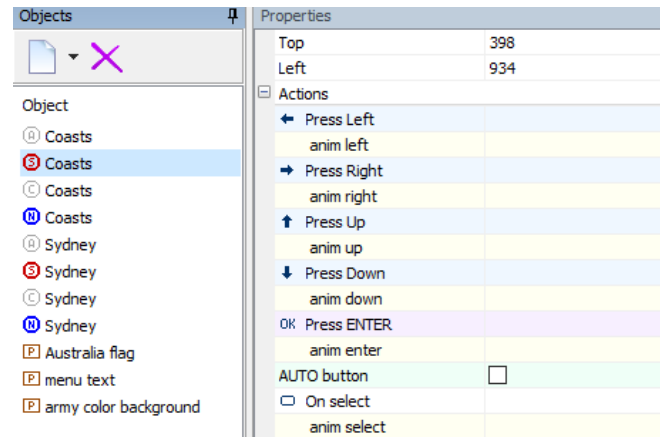 Objects
Object
A Coasts
S Coasts
C Coasts
N Coasts
A Sydney
S Sydney
C Sydney
N Sydney
P Australia flag
P menu text
P army color background
Properties
Top 398
Left 934
Actions
Press Left
anim left
Press Right
anim right
Press Up
anim up
Press Down
anim down
OK Press ENTER
anim enter
AUTO button
On select
anim select